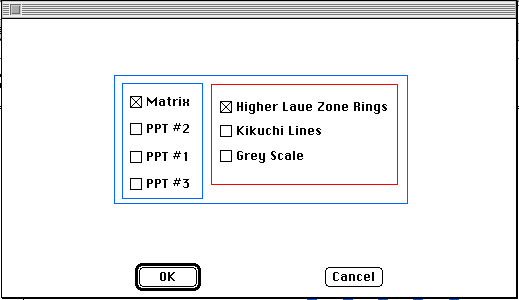 Matrix
PPT #2
PPT #1
PPT #3
Higher Laue Zone Rings
Kikuchi Lines
Grey Scale
OK
Cancel